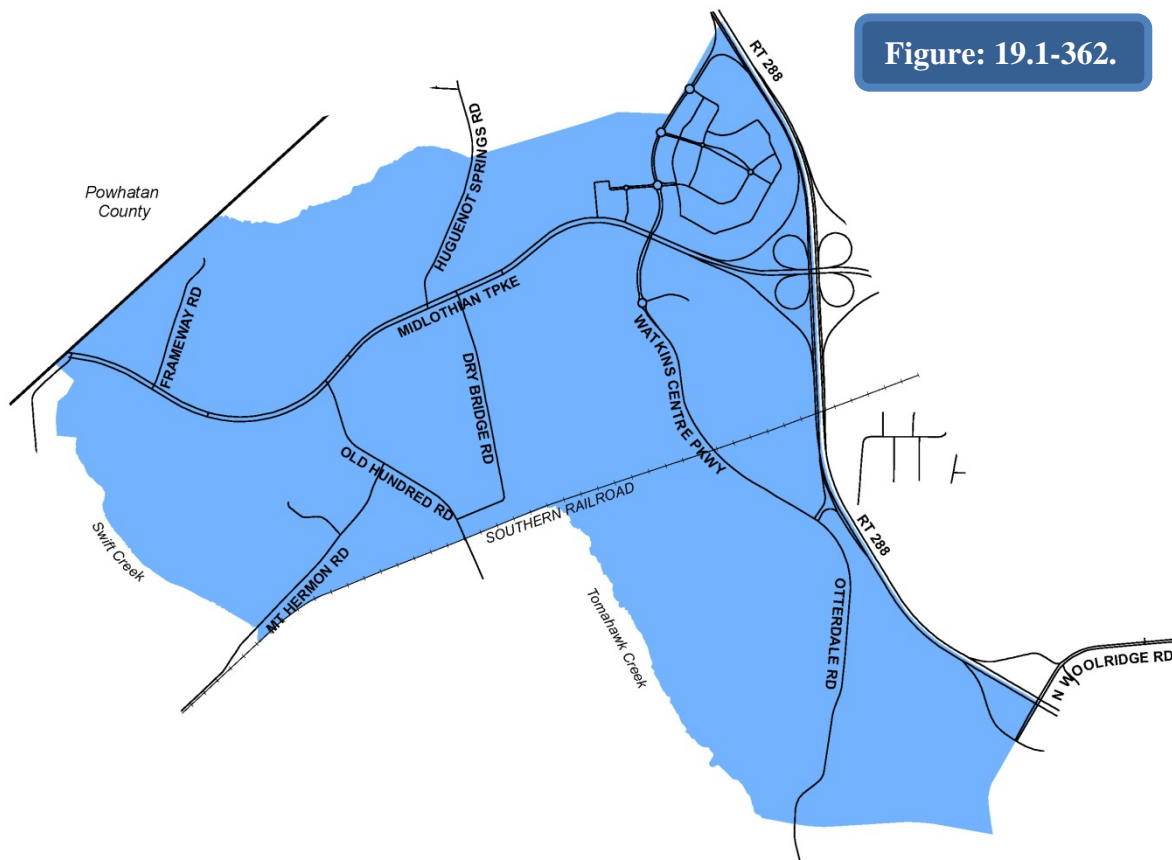 Figure: 19.1-362.
RT 288
HUGUENOT SPRINGS RD
Powhatan
County
FRAMEWAY RD
MIDLOTHIAN TPKE
WATKINS CENTRE PKWY
DRY BRIDGE RD
OLD HUNDRED RD
SOUTHERN RAILROAD
RT 288
Swift Creek
MT HERMON RD
Tomahawk Creek
OTTERDALE RD
N WOOLRIDGE RD